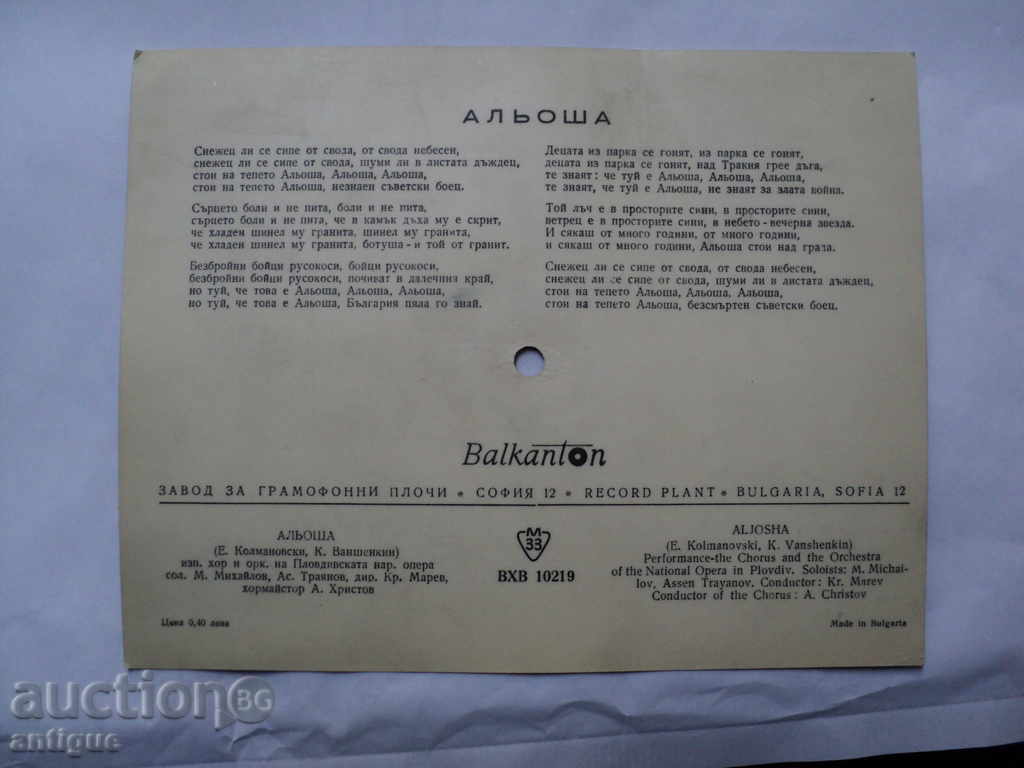 АЛЬОША
Снежец ли се сипе от свода, от свода небесен,
снежец ли се сипе от свода, шуми ли в листата дъждец,
стои на тепето Альоша, Альоша, Альоша,
стои на тепето Альоша, незнаен съветски боец.
Сърцето боли и не пита, боли и не пита,
сърцето боли и не пита, че в камък дъха му е скрит,
че хладен шинел му гранита, шинел му гранита,
че хладен шинел му гранита, ботуша - и той от гранит.
Безбройни бойци русокоси, бойци русокоси,
безбройни бойци русокоси, почиват в далечния край,
но туй, че това е Альоша, Альоша, Альоша,
но туй, че това е Альоша, България цяла го знай.
Децата из парка се гонят, из парка се гонят,
децата из парка се гонят, над Тракия грее дъга,
те знаят: че туй е Альоша, Альоша, Альоша,
те знаят, че туй е Альоша, не знаят за злата война.
Той лъч е в просторите сини, в просторите сини,
ветрец е в просторите сини, в небето - вечерна звезда.
И сякаш от много години, от много години,
и сякаш от много години, Альоша стои над града.
Снежец ли се сипе от свода, от свода небесен,
снежец ли се сипе от свода, шуми ли в листата дъждец,
стои на тепето Альоша, Альоша, Альоша,
стои на тепето Альоша, безсмъртен съветски боец.
Balkanton
ЗАВОД ЗА ГРАМОФОННИ ПЛОЧИ * СОФИЯ 12 * RECORD PLANT * BULGARIA, SOFIA 12
АЛЬОША
(Е. Колмановски, К. Ваншенкин)
изп. хор и орк. на Пловдивската нар. опера
сол. М. Михайлов, Ас. Траянов, дир. Кр. Марев,
хормайстор А. Христов
Цена 0,40 лева
М
33
ВХВ 10219
ALJOSHA
(E. Kolmanovski, K. Vanshenkin)
Performance-the Chorus and the Orchestra
of the National Opera in Plovdiv. Soloists: M. Michai-
lov, Assen Trayanov. Conductor: Kr. Marev
Conductor of the Chorus: A. Christov
Made in Bulgaria
auction BG
antigue